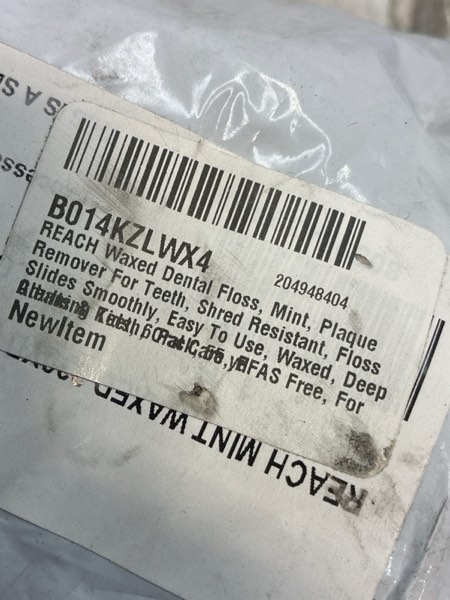 B014KZLWX4
204948404
REACH Waxed Dental Floss, Mint, Plaque
Remover For Teeth, Shred Resistant, Floss
Slides Smoothly, Easy To Use, Waxed, Deep
PFAS Free, For
NewItem
REACH MINT WAXED
IS A S